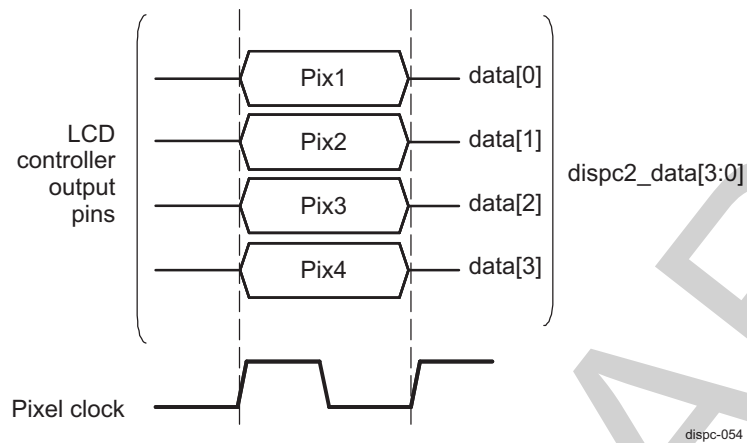 Pix1
data[0]
Pix2
data[1]
LCD
controller
output
pins
dispc2_data[3:0]
Pix3
data[2]
Pix4
data[3]
Pixel clock
dispc-054